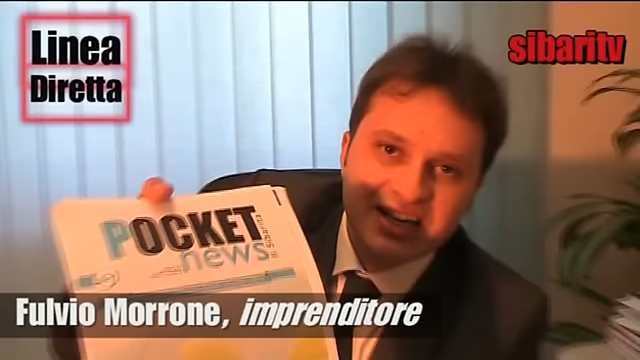 Linea
Diretta
sibaritv
POCKET
news
Fulvio Morrone, imprenditore